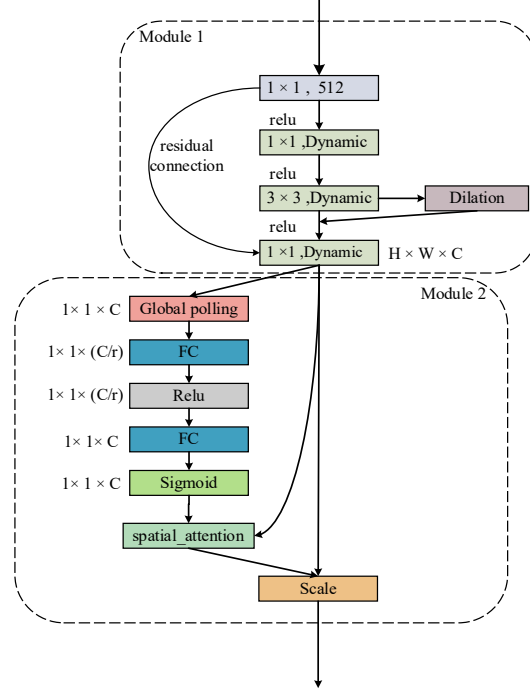 Module 1
1 × 1 , 512
relu
1 ×1 ,Dynamic
residual
connection
relu
3 × 3 ,Dynamic
Dilation
relu
1 ×1 ,Dynamic
H × W × C
Module 2
1× 1 × C
Global polling
1× 1× (C/r)
FC
1× 1× (C/r)
Relu
1× 1× C
FC
1× 1 × C
Sigmoid
spatial_attention
Scale